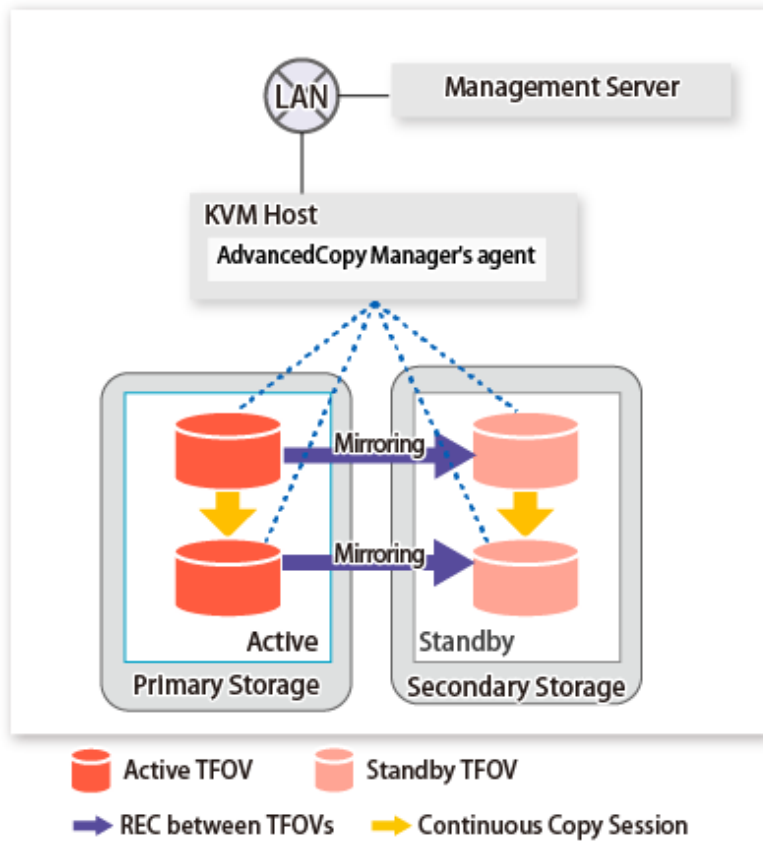 LAN
Management Server
KVM Host
AdvancedCopy Manager's agent
Mirroring
Mirroring
Active
Standby
Primary Storage
Secondary Storage
Active TFOV
Standby TFOV
REC between TFOVs
Continuous Copy Session